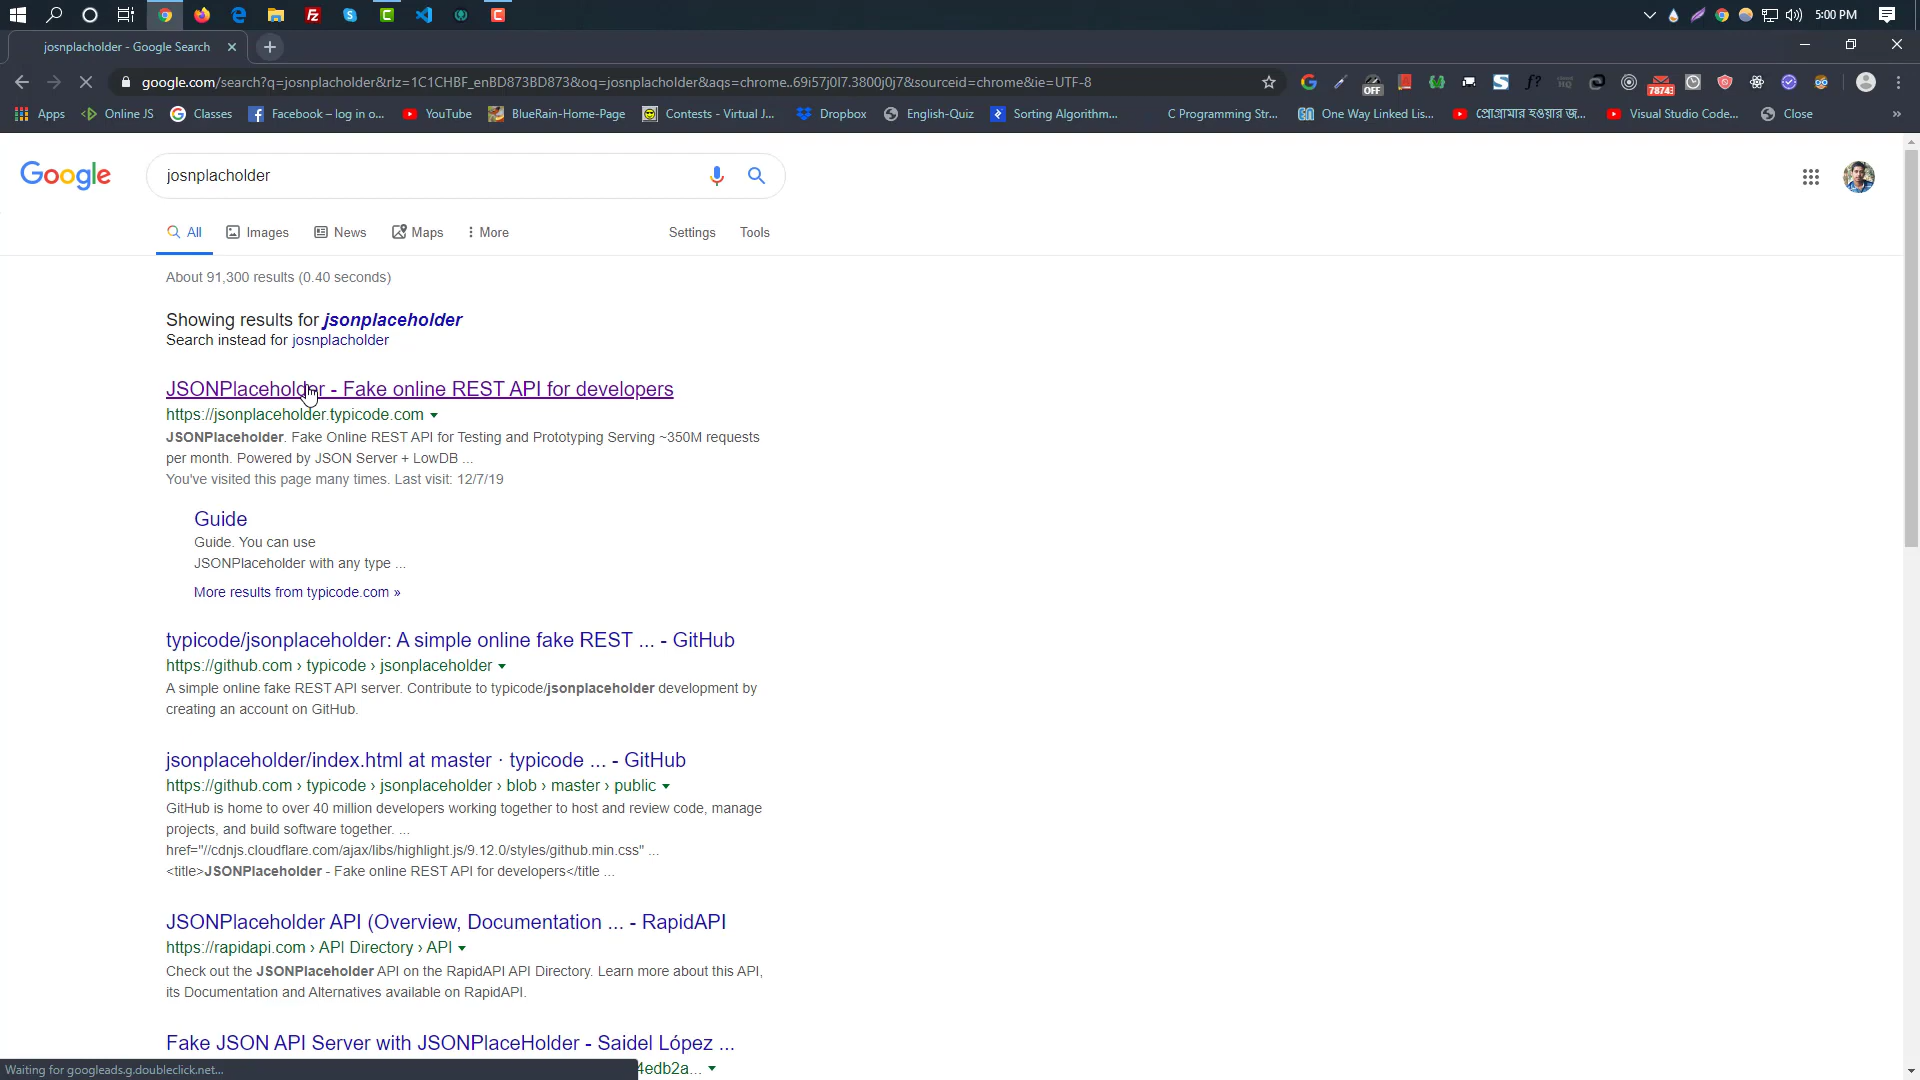 5:00 PM
josnplacholder - Google Search
google.com/search?q=josnplacholder&rlz=1C1CHBF_enBD873BD873&oq=josnplacholder&aqs=chrome..69i57j0l7.3800j0j7&sourceid=chrome&ie=UTF-8
OFF
78743
Apps
Online JS
Classes
Facebook – log in o...
YouTube
BlueRain-Home-Page
Contests - Virtual J...
Dropbox
English-Quiz
Sorting Algorithm...
C Programming Str...
One Way Linked Lis...
প্রোগ্রামার হওয়ার জ...
Visual Studio Code...
Close
»
Google
josnplacholder
All
Images
News
Maps
More
Settings
Tools
About 91,300 results (0.40 seconds)
Showing results for jsonplaceholder
Search instead for josnplacholder
JSONPlaceholder - Fake online REST API for developers
https://jsonplaceholder.typicode.com
JSONPlaceholder. Fake Online REST API for Testing and Prototyping Serving ~350M requests
per month. Powered by JSON Server + LowDB ...
You've visited this page many times. Last visit: 12/7/19
Guide
Guide. You can use
JSONPlaceholder with any type ...
More results from typicode.com »
typicode/jsonplaceholder: A simple online fake REST ... - GitHub
https://github.com › typicode › jsonplaceholder
A simple online fake REST API server. Contribute to typicode/jsonplaceholder development by
creating an account on GitHub.
jsonplaceholder/index.html at master · typicode ... - GitHub
https://github.com › typicode › jsonplaceholder › blob › master › public
GitHub is home to over 40 million developers working together to host and review code, manage
projects, and build software together. ...
href="//cdnjs.cloudflare.com/ajax/libs/highlight.js/9.12.0/styles/github.min.css" ...
<title>JSONPlaceholder - Fake online REST API for developers</title ...
JSONPlaceholder API (Overview, Documentation ... - RapidAPI
https://rapidapi.com › API Directory › API
Check out the JSONPlaceholder API on the RapidAPI API Directory. Learn more about this API,
its Documentation and Alternatives available on RapidAPI.
Fake JSON API Server with JSONPlaceHolder - Saidel López ...
4edb2a...
Waiting for googleads.g.doubleclick.net...